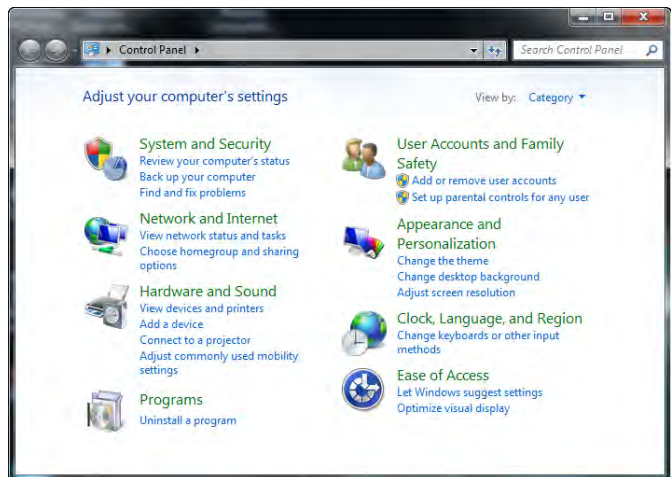 Control Panel
Search Control Panel
Adjust your computer's settings
View by: Category
System and Security
Review your computer's status
Back up your computer
Find and fix problems
Network and Internet
View network status and tasks
Choose homegroup and sharing
options
Hardware and Sound
View devices and printers
Add a device
Connect to a projector
Adjust commonly used mobility
settings
Programs
Uninstall a program
User Accounts and Family
Safety
Add or remove user accounts
Set up parental controls for any user
Appearance and
Personalization
Change the theme
Change desktop background
Adjust screen resolution
Clock, Language, and Region
Change keyboards or other input
methods
Ease of Access
Let Windows suggest settings
Optimize visual display